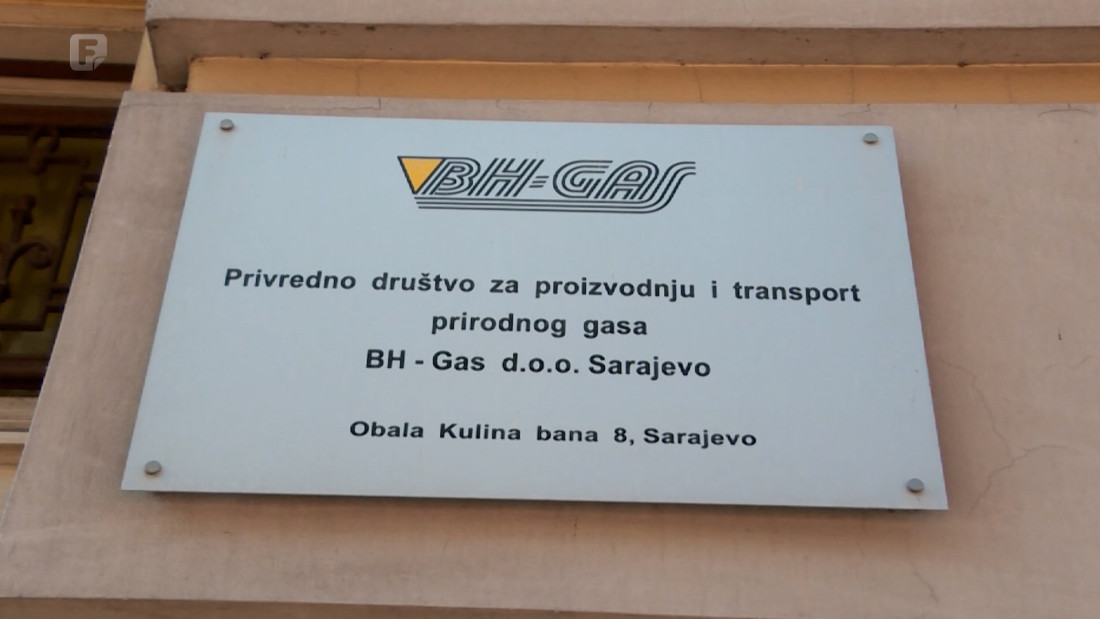 F
BH-GAS
Privredno društvo za proizvodnju i transport
prirodnog gasa
BH - Gas d.o.o. Sarajevo
Obala Kulina bana 8, Sarajevo